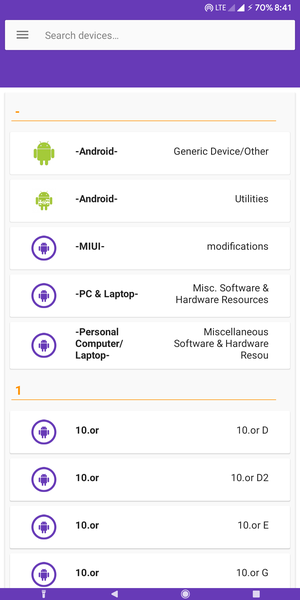 LTE 70% 8:41
Search devices...
-
-Android- Generic Device/Other
-Android- Utilities
-MIUI- modifications
-PC & Laptop- Misc. Software &
Hardware Resources
-Personal Miscellaneous
Computer/ Software & Hardware
Laptop- Resou
1
10.or 10.or D
10.or 10.or D2
10.or 10.or E
10.or 10.or G